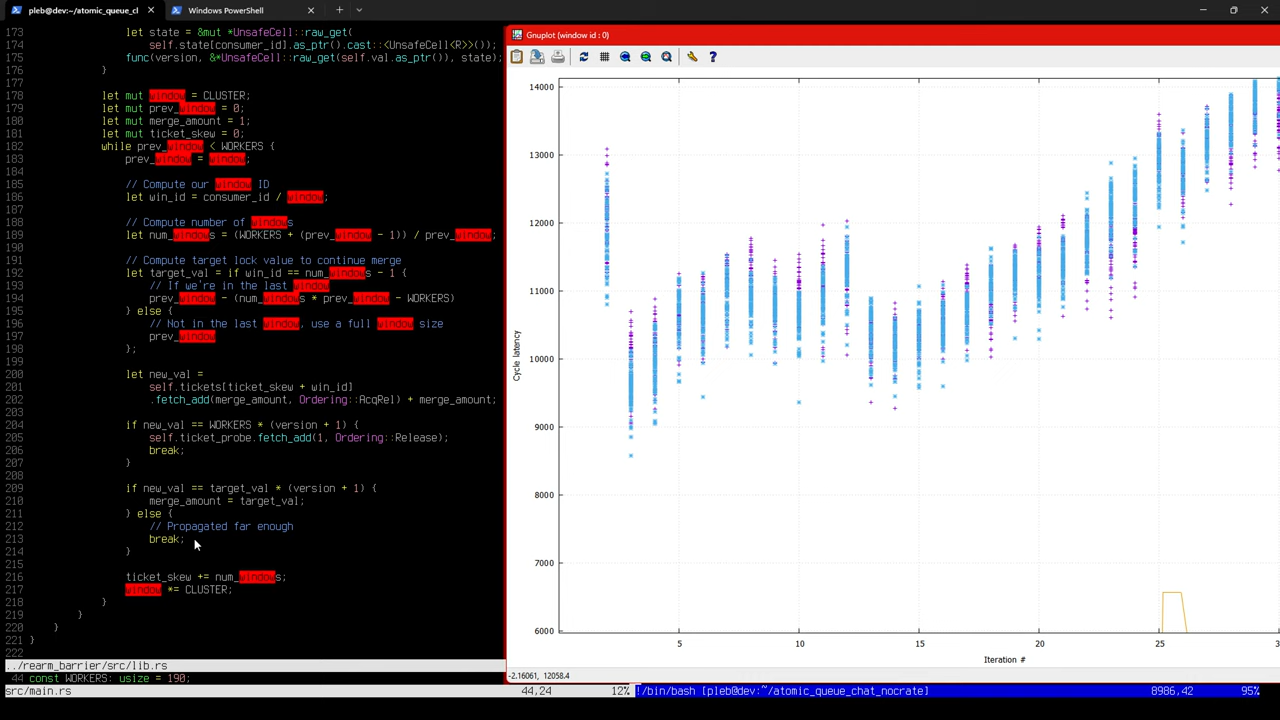 pleb@dev:~/atomic_queue_cl
Windows PowerShell
173 let state = &mut *UnsafeCell::raw_get(
174 self.state[consumer_id].as_ptr().cast::<UnsafeCell<R>>());
175 func(version, &*UnsafeCell::raw_get(self.val.as_ptr()), state);
176 }
177
178 let mut window = CLUSTER;
179 let mut prev_window = 0;
180 let mut merge_amount = 1;
181 let mut ticket_skew = 0;
182 while prev_window < WORKERS {
183 prev_window = window;
184
185 // Compute our window ID
186 let win_id = consumer_id / window;
187
188 // Compute number of windows
189 let num_windows = (WORKERS + (prev_window - 1)) / prev_window;
190
191 // Compute target lock value to continue merge
192 let target_val = if win_id == num_windows - 1 {
193 // If we're in the last window
194 prev_window - (num_windows * prev_window - WORKERS)
195 } else {
196 // Not in the last window, use a full window size
197 prev_window
198 };
199
200 let new_val =
201 self.tickets[ticket_skew + win_id]
202 .fetch_add(merge_amount, Ordering::AcqRel) + merge_amount;
203
204 if new_val == WORKERS * (version + 1) {
205 self.ticket_probe.fetch_add(1, Ordering::Release);
206 break;
207 }
208
209 if new_val == target_val * (version + 1) {
210 merge_amount = target_val;
211 } else {
212 // Propagated far enough
213 break;
214 }
215
216 ticket_skew += num_windows;
217 window *= CLUSTER;
218 }
219 }
220 }
221 }
222
../rearm_barrier/src/lib.rs
44 const WORKERS: usize = 190;
src/main.rs 44,24 12%
Gnuplot (window id : 0)
14000
13000
12000
11000
10000
9000
8000
7000
6000
Cycle latency
5 10 15 20 25 3
Iteration #
-2.16061, 12058.4
!/bin/bash [pleb@dev:~/atomic_queue_chat_nocrate] 8986,42 95%